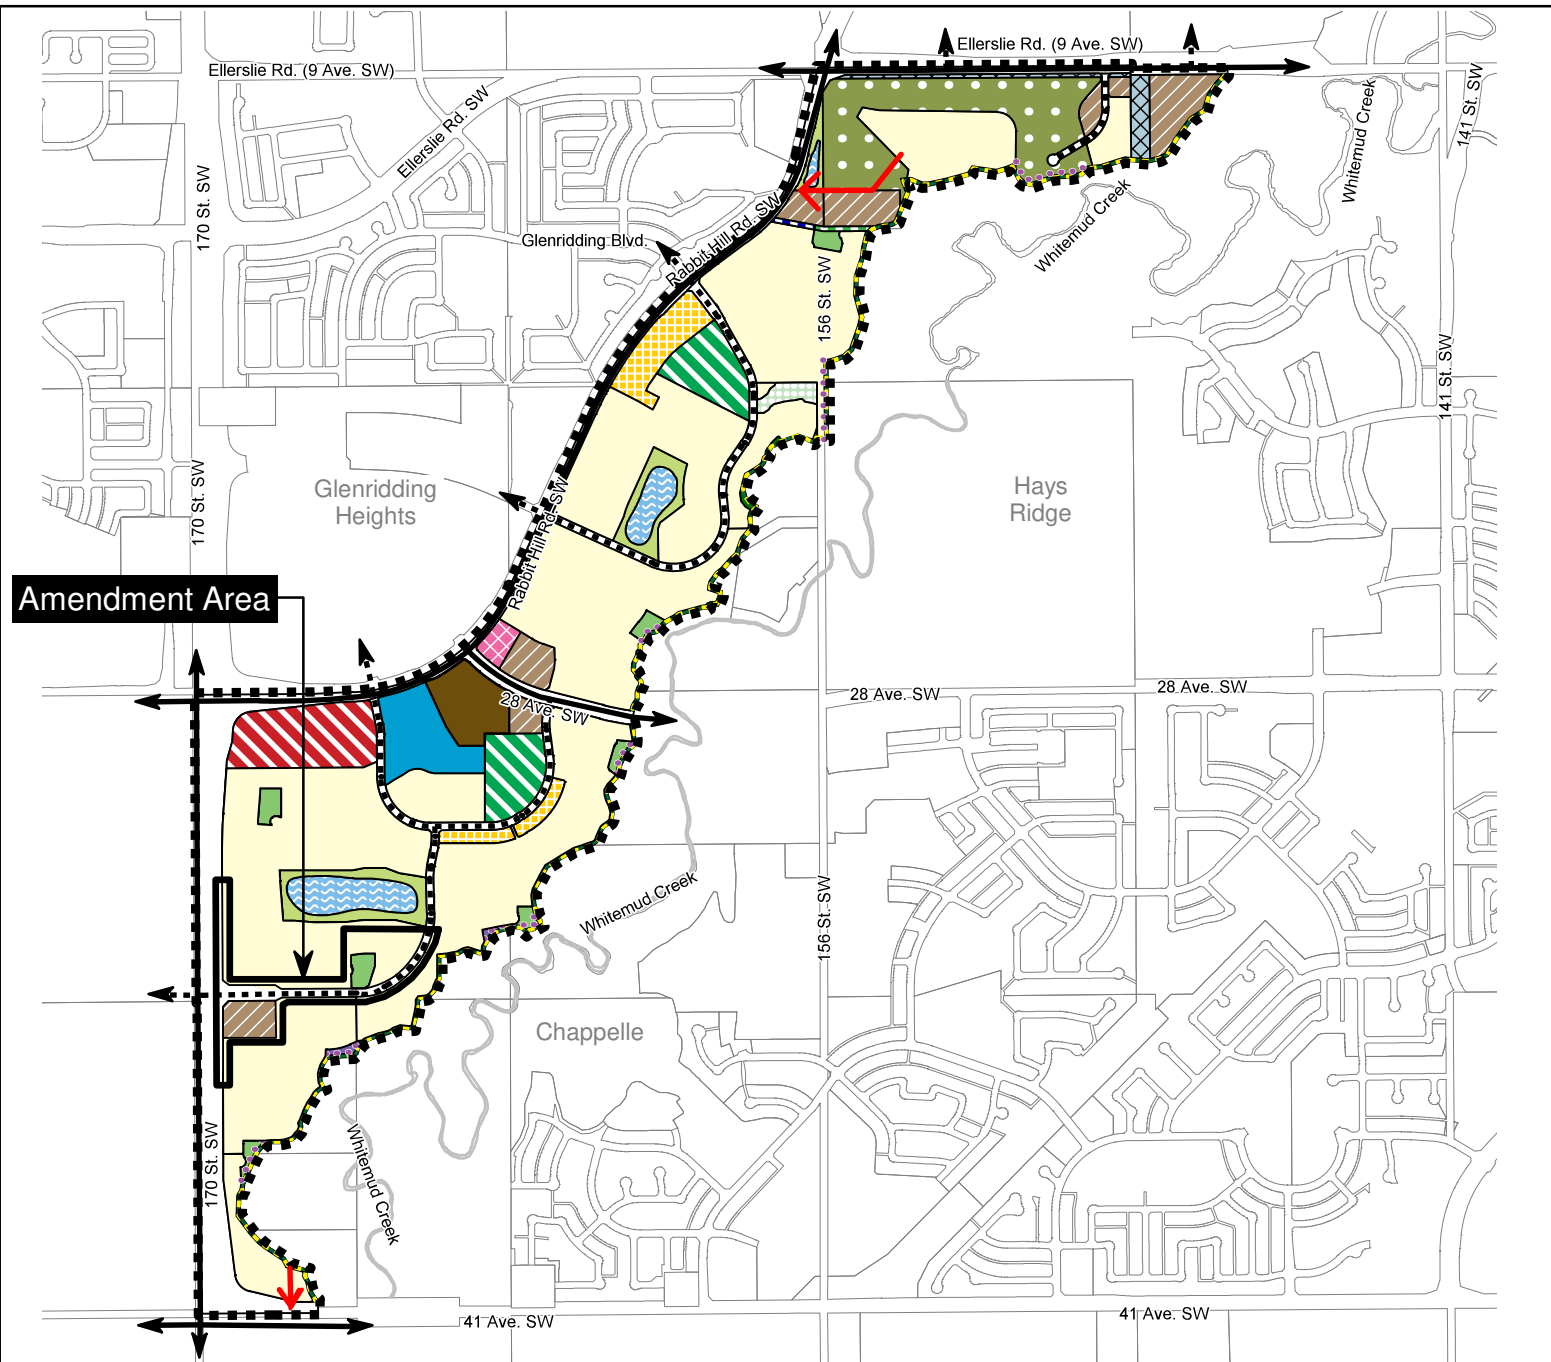 Ellerslie Rd. (9 Ave. SW)
Ellerslie Rd. (9 Ave. SW)
141 St. SW
Ellerslie Rd. SW
Whitemud Creek
170 St. SW
Rabbit Hill Rd. SW
Whitemud Creek
Glenridding Blvd.
156 St. SW
141 St. SW
170 St. SW
Glenridding
Heights
Hays
Ridge
Rabbit Hill Rd. SW
Amendment Area
28 Ave. SW
28 Ave. SW
28 Ave. SW
Whitemud Creek
156 St. SW
Chappelle
170 St. SW
Whitemud Creek
41 Ave. SW
41 Ave. SW